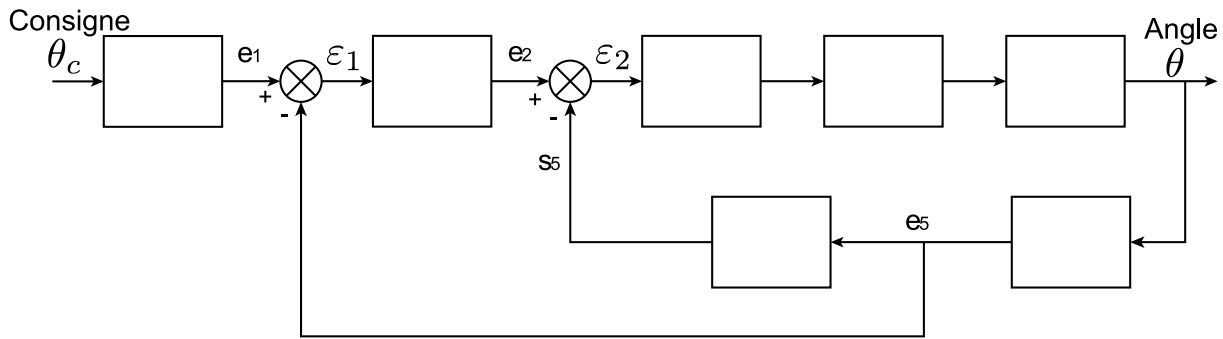 Consigne
θc
e1
+
-
ε1
e2
+
-
ε2
Angle
θ
s5
e5